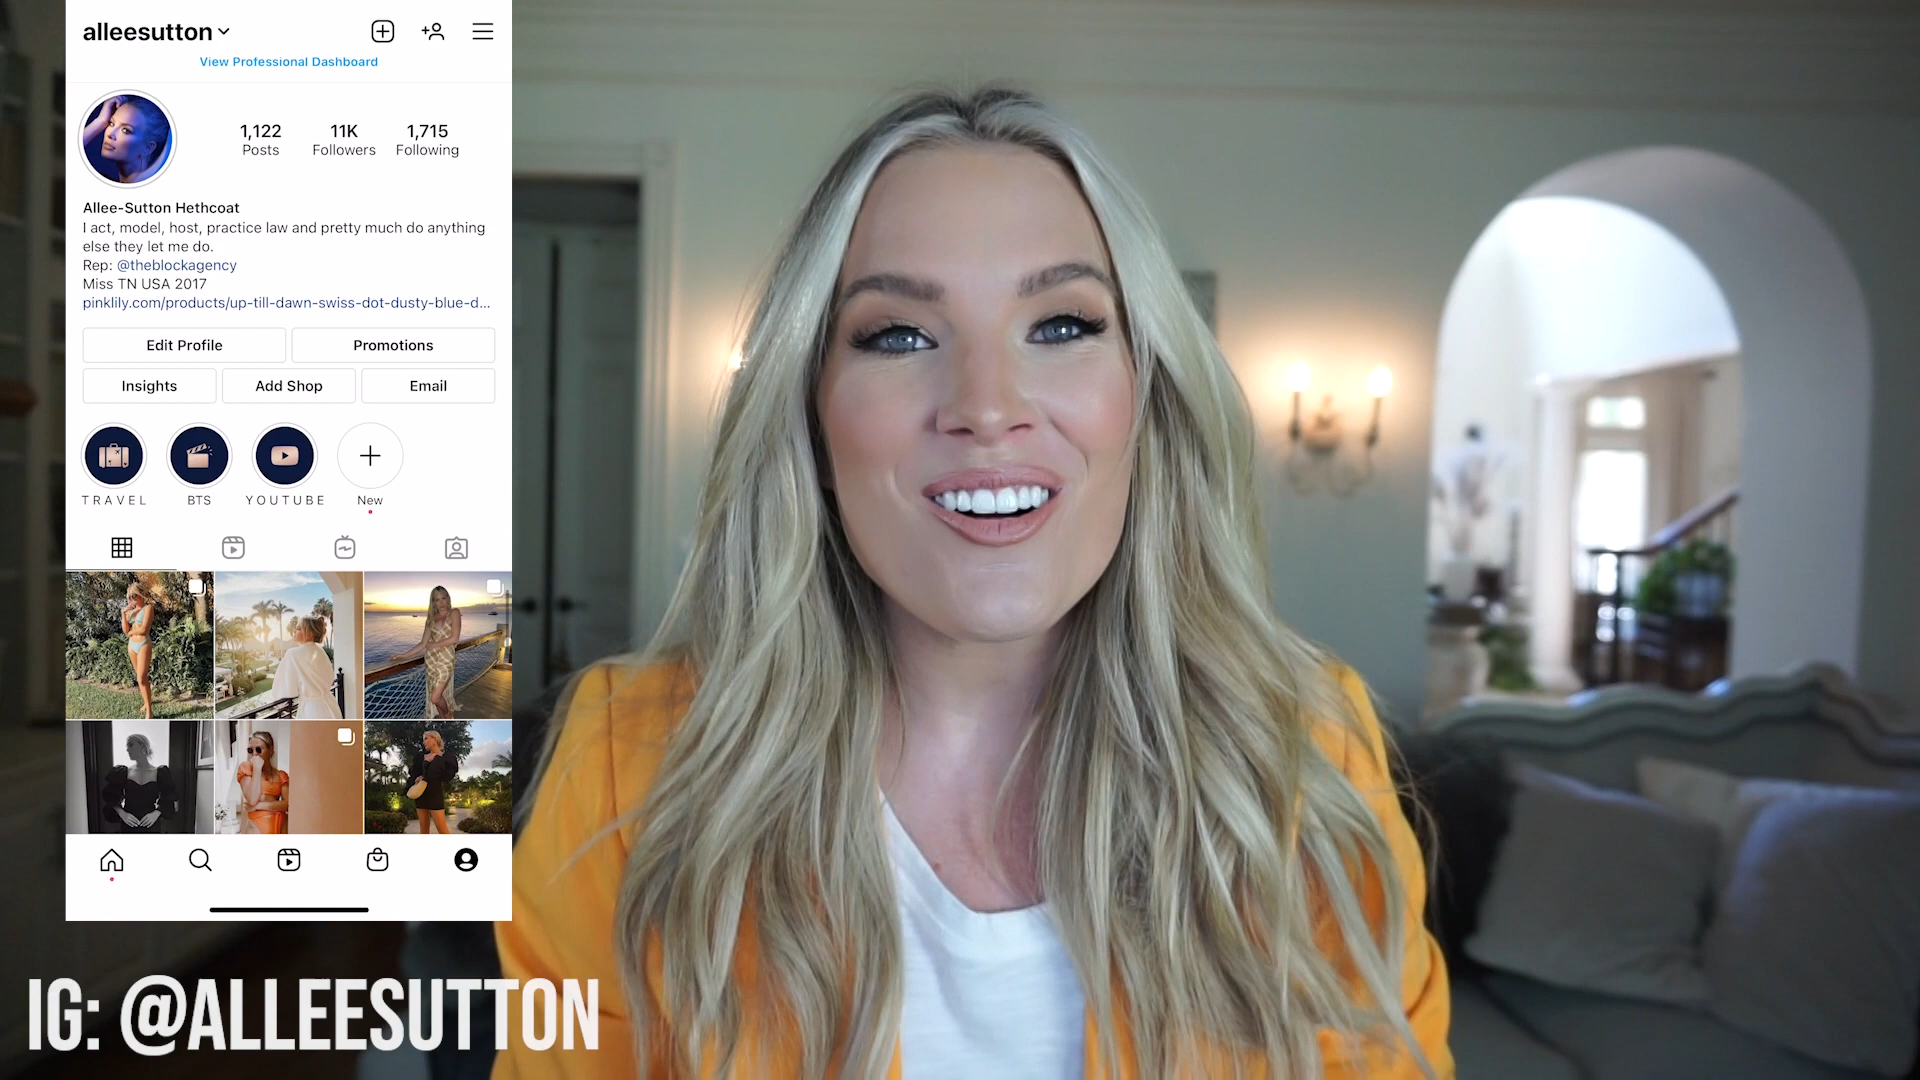 alleesutton
View Professional Dashboard
1,122 11K 1,715
Posts Followers Following
Allee-Sutton Hethcoat
I act, model, host, practice law and pretty much do anything
else they let me do.
Rep: @theblockagency
Miss TN USA 2017
pinklily.com/products/up-till-dawn-swiss-dot-dusty-blue-d...
Edit Profile Promotions
Insights Add Shop Email
TRAVEL BTS YOUTUBE New
IG: @ALLEESUTTON